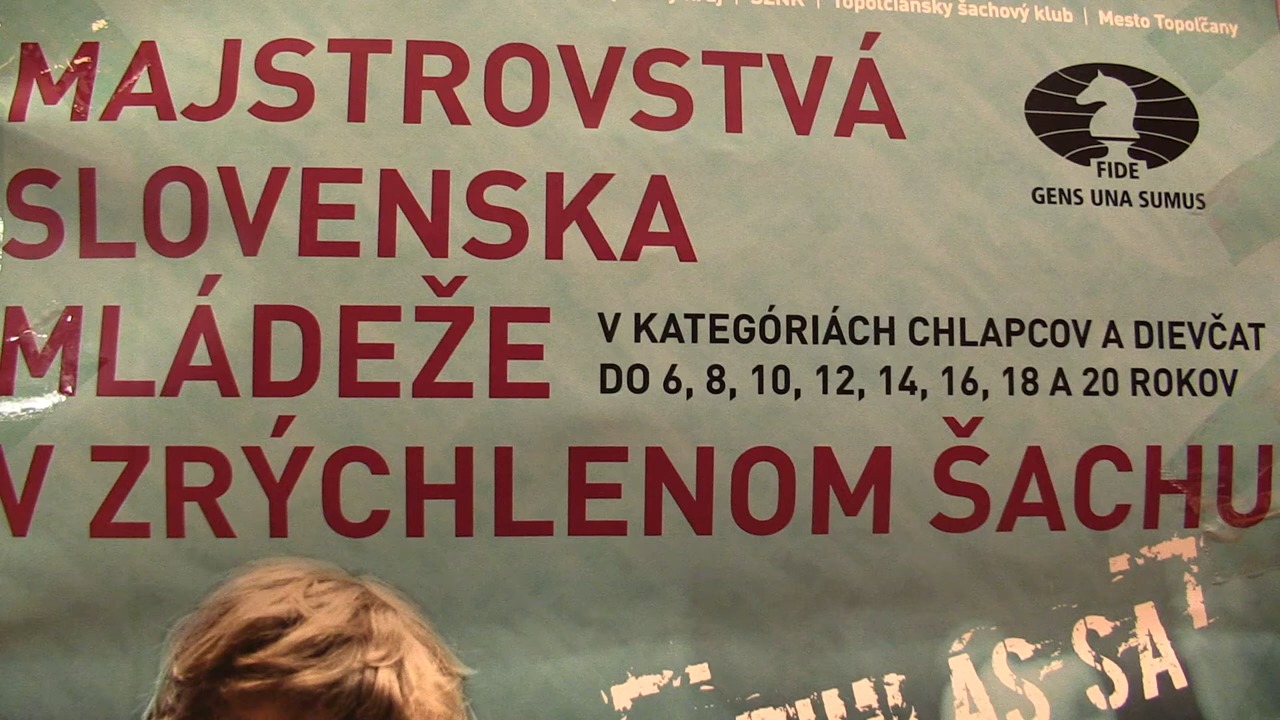 Topoľčiansky šachový klub | Mesto Topoľčany
MAJSTROVSTVÁ
SLOVENSKA
MLÁDEŽE
V KATEGÓRIÁCH CHLAPCOV A DIEVČAT
DO 6, 8, 10, 12, 14, 16, 18 A 20 ROKOV
V ZRÝCHLENOM ŠACHU
FIDE
GENS UNA SUMUS